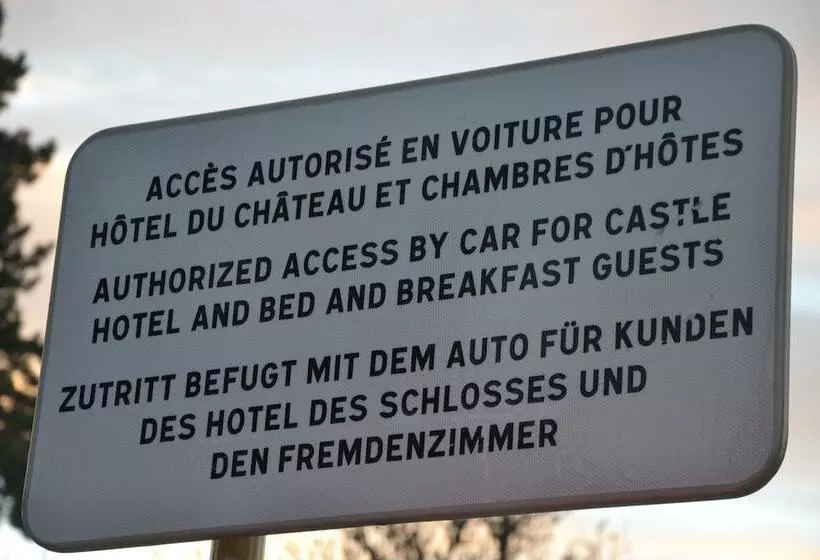 ACCÈS AUTORISÉ EN VOITURE POUR
HÔTEL DU CHÂTEAU ET CHAMBRES D'HÔTES
AUTHORIZED ACCESS BY CAR FOR CASTLE
HOTEL AND BED AND BREAKFAST GUESTS
ZUTRITT BEFUGT MIT DEM AUTO FÜR KUNDEN
DES HOTEL DES SCHLOSSES UND
DEN FREMDENZIMMER